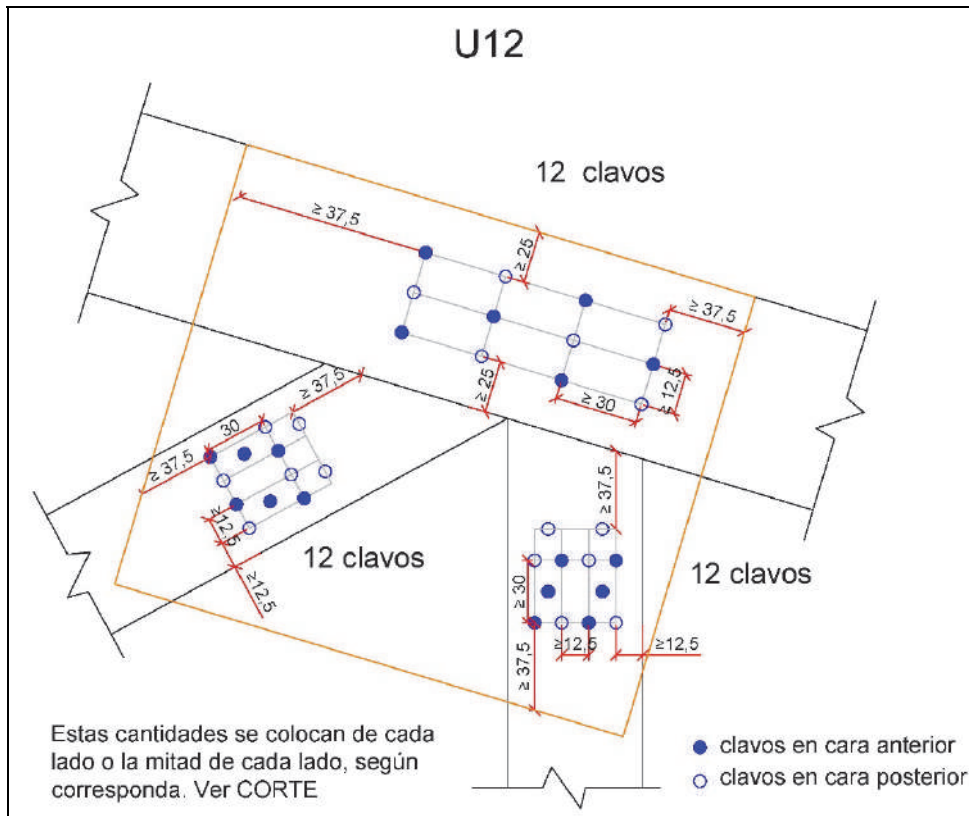 U12
12 clavos
≥ 37,5
≥ 25
≥ 37,5
≥ 12,5
≥ 30
≥ 25
≥ 37,5
30
≥ 37,5
≥12,5
≥12,5
12 clavos
≥ 37,5
12 clavos
≥ 30
≥12,5
≥12,5
≥ 37,5
Estas cantidades se colocan de cada
lado o la mitad de cada lado, según
corresponda. Ver CORTE
clavos en cara anterior
clavos en cara posterior